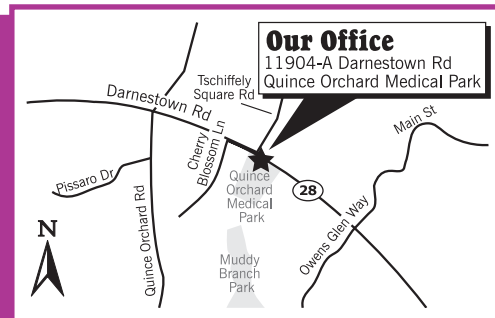 Our Office
11904-A Darnestown Rd
Quince Orchard Medical Park
Tschiffely
Square Rd
Darnestown Rd
Main St
Cherry
Blossom Ln
Pissaro Dr
Quince
Orchard
Medical
Park
28
Quince Orchard Rd
Owens Glen Way
N
Muddy
Branch
Park